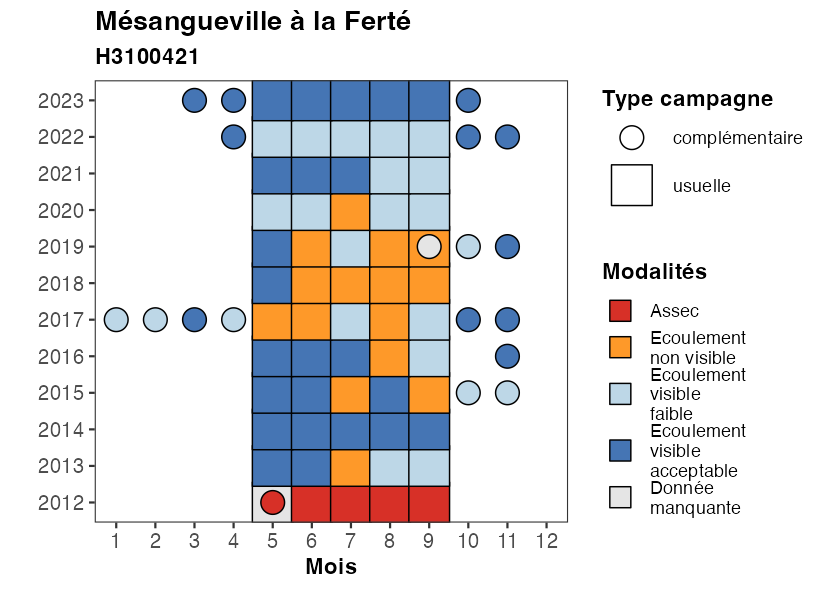 Mésangueville à la Ferté
H3100421
2023
2022
2021
2020
2019
2018
2017
2016
2015
2014
2013
2012
1 2 3 4 5 6 7 8 9 10 11 12
Mois
Type campagne
complémentaire
usuelle
Modalités
Assec
Ecoulement
non visible
Ecoulement
visible
faible
Ecoulement
visible
acceptable
Donnée
manquante